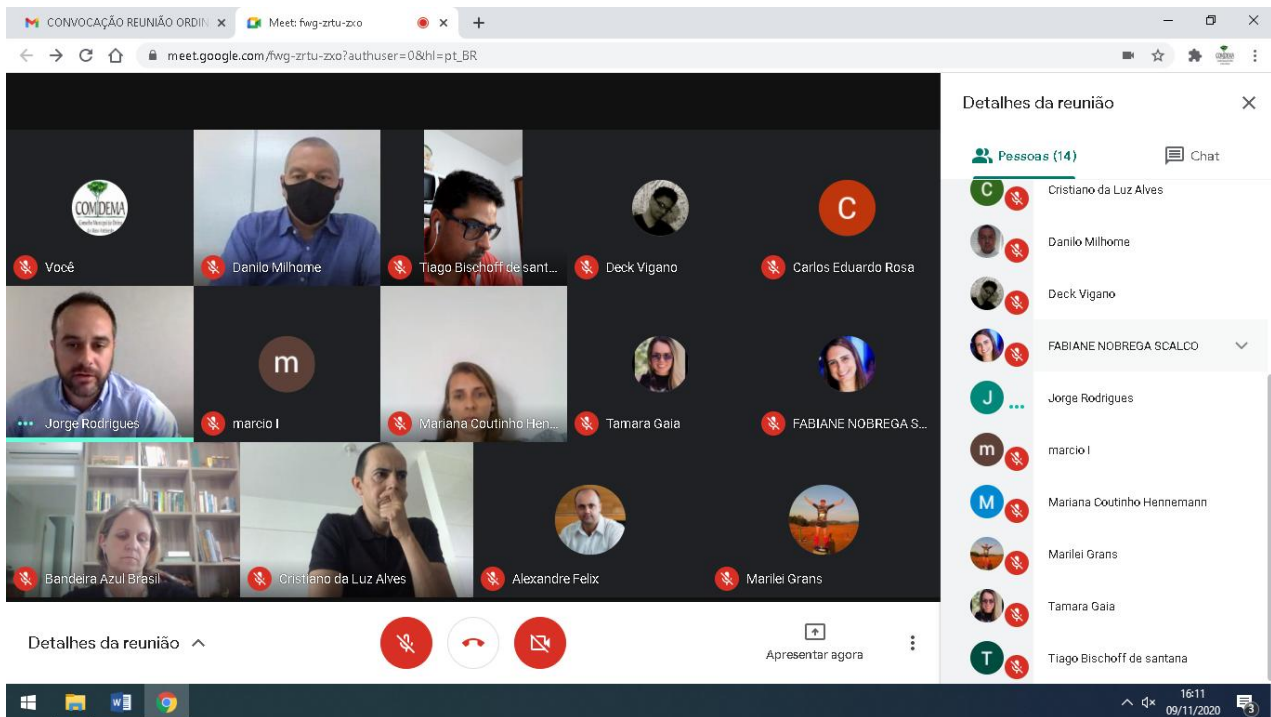 CONVOCAÇÃO REUNIÃO ORDIN
Meet: fwg-zrtu-zxo
meet.google.com/fwg-zrtu-zxo?authuser=0&hl=pt_BR
COMDEMA
Você
Danilo Milhome
Tiago Bischoff de sant...
Deck Vigano
C
Carlos Eduardo Rosa
Jorge Rodrigues
m
marcio l
Mariana Coutinho Hen...
Tamara Gaia
FABIANE NOBREGA S...
Bandeira Azul Brasil
Cristiano da Luz Alves
Alexandre Felix
Marilei Grans
Detalhes da reunião
Apresentar agora
Detalhes da reunião
Pessoas (14)
Chat
C
Cristiano da Luz Alves
Danilo Milhome
Deck Vigano
FABIANE NOBREGA SCALCO
J
Jorge Rodrigues
m
marcio l
M
Mariana Coutinho Hennemann
Marilei Grans
Tamara Gaia
T
Tiago Bischoff de santana
16:11
09/11/2020
3